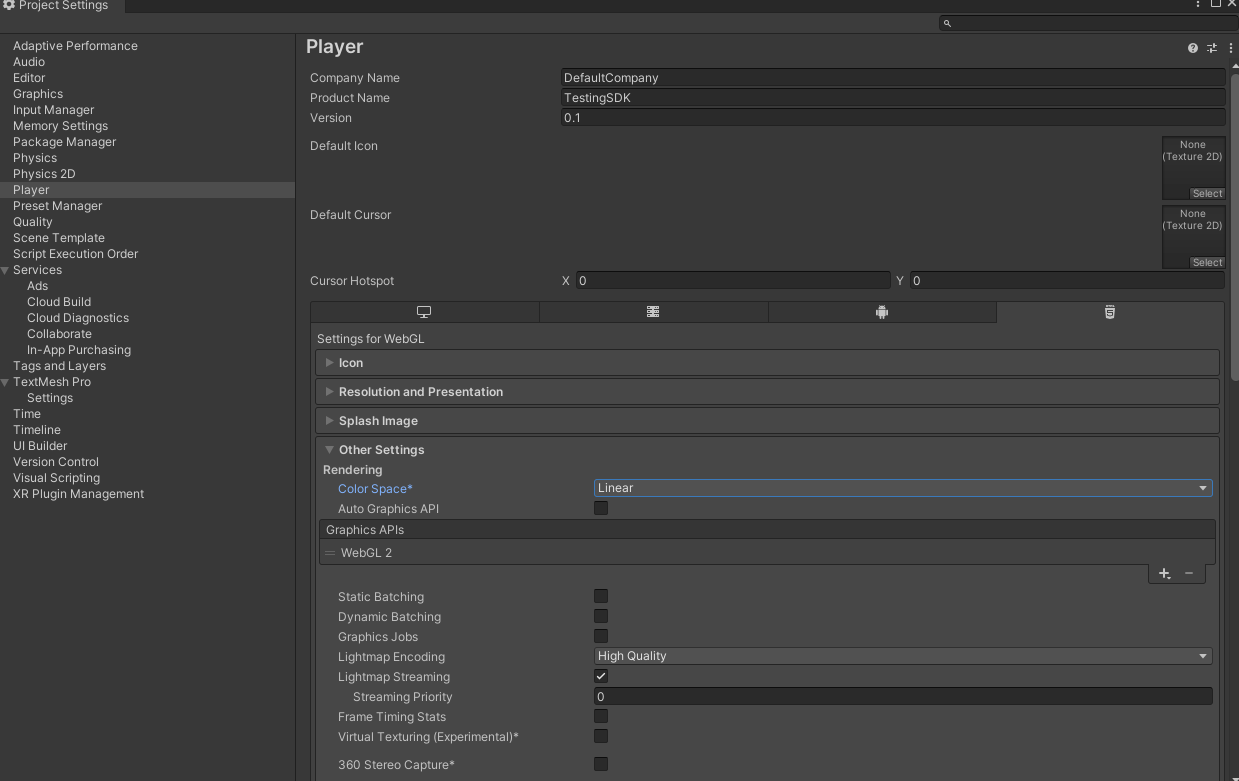 Project Settings
Adaptive Performance
Audio
Editor
Graphics
Input Manager
Memory Settings
Package Manager
Physics
Physics 2D
Player
Preset Manager
Quality
Scene Template
Script Execution Order
Services
Ads
Cloud Build
Cloud Diagnostics
Collaborate
In-App Purchasing
Tags and Layers
TextMesh Pro
Settings
Time
Timeline
UI Builder
Version Control
Visual Scripting
XR Plugin Management
Player
Company Name DefaultCompany
Product Name TestingSDK
Version 0.1
Default Icon
None
(Texture 2D)
Select
Default Cursor
None
(Texture 2D)
Select
Cursor Hotspot X 0 Y 0
Settings for WebGL
Icon
Resolution and Presentation
Splash Image
Other Settings
Rendering
Color Space* Linear
Auto Graphics API
Graphics APIs
WebGL 2
Static Batching
Dynamic Batching
Graphics Jobs
Lightmap Encoding High Quality
Lightmap Streaming
Streaming Priority 0
Frame Timing Stats
Virtual Texturing (Experimental)*
360 Stereo Capture*